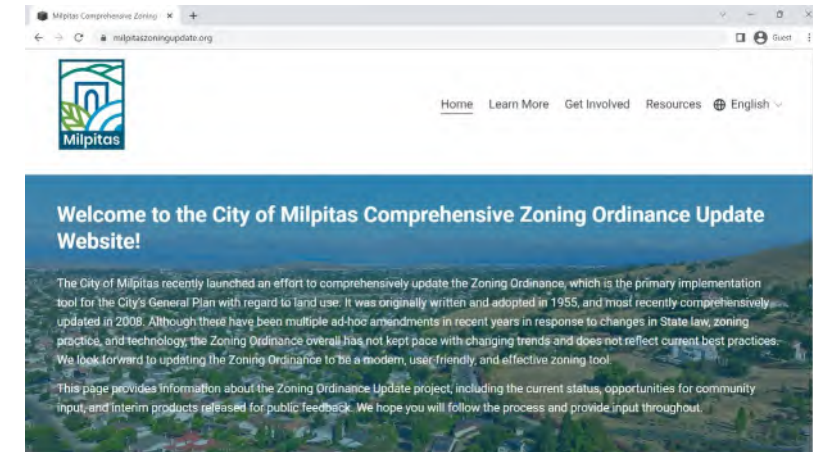 Milpitas Comprehensive Zoning
milpitaszoningupdate.org
Guest
Milpitas
Home Learn More Get Involved Resources English
Welcome to the City of Milpitas Comprehensive Zoning Ordinance Update
Website!
The City of Milpitas recently launched an effort to comprehensively update the Zoning Ordinance, which is the primary implementation
tool for the City's General Plan with regard to land use. It was originally written and adopted in 1955, and most recently comprehensively
updated in 2008. Although there have been multiple ad-hoc amendments in recent years in response to changes in State law, zoning
practice, and technology, the Zoning Ordinance overall has not kept pace with changing trends and does not reflect current best practices.
We look forward to updating the Zoning Ordinance to be a modern, user-friendly, and effective zoning tool.
This page provides information about the Zoning Ordinance Update project, including the current status, opportunities for community
input, and interim products released for public feedback. We hope you will follow the process and provide input throughout.